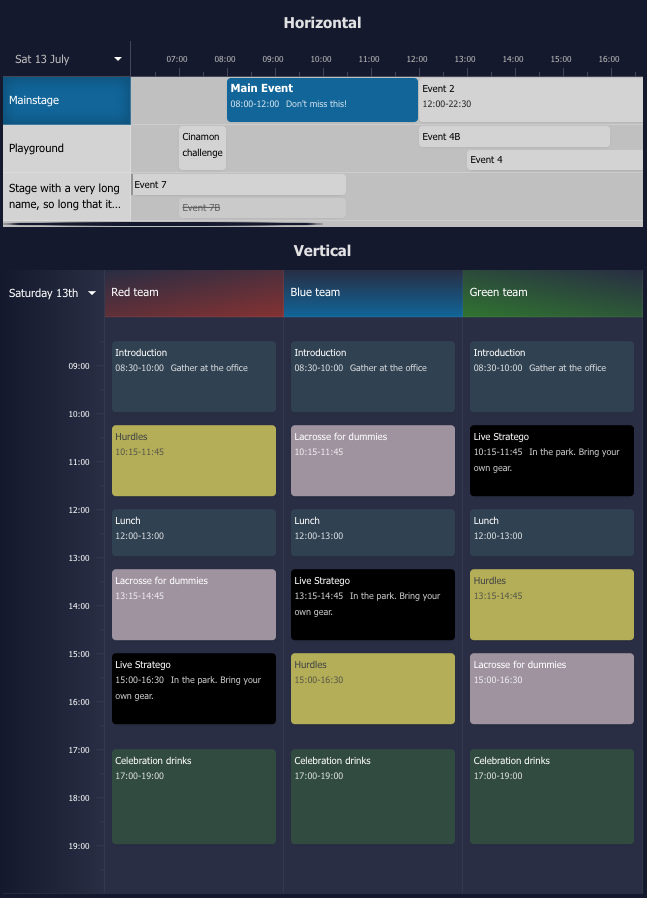 Horizontal
Sat 13 July
07:00 08:00 09:00 10:00 11:00 12:00 13:00 14:00 15:00 16:00
Mainstage
Main Event
08:00-12:00 Don't miss this!
Event 2
12:00-22:30
Playground
Cinamon
challenge
Event 4B
Event 4
Stage with a very long
name, so long that it...
Event 7
Event 7B
Vertical
Saturday 13th
Red team
Blue team
Green team
09:00
10:00
11:00
12:00
13:00
14:00
15:00
16:00
17:00
18:00
19:00
Introduction
08:30-10:00 Gather at the office
Hurdles
10:15-11:45
Lunch
12:00-13:00
Lacrosse for dummies
13:15-14:45
Live Stratego
15:00-16:30 In the park. Bring your
own gear.
Celebration drinks
17:00-19:00
Introduction
08:30-10:00 Gather at the office
Lacrosse for dummies
10:15-11:45
Lunch
12:00-13:00
Live Stratego
13:15-14:45 In the park. Bring your
own gear.
Hurdles
15:00-16:30
Celebration drinks
17:00-19:00
Introduction
08:30-10:00 Gather at the office
Live Stratego
10:15-11:45 In the park. Bring your
own gear.
Lunch
12:00-13:00
Hurdles
13:15-14:45
Lacrosse for dummies
15:00-16:30
Celebration drinks
17:00-19:00